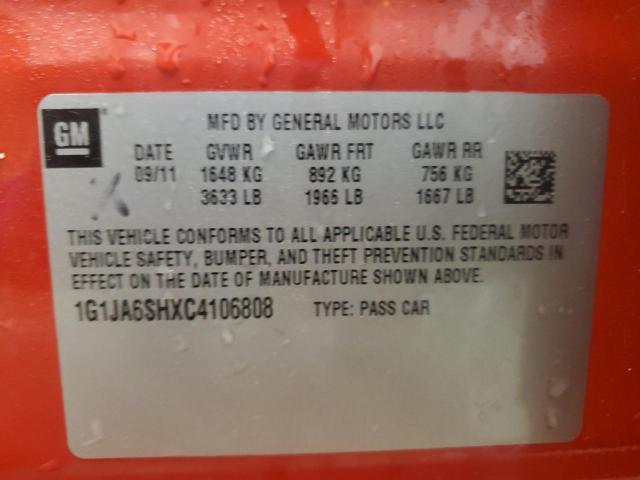 GM
MFD BY GENERAL MOTORS LLC
DATE GVWR GAWR FRT GAWR RR
09/11 1648 KG 892 KG 756 KG
3633 LB 1966 LB 1667 LB
THIS VEHICLE CONFORMS TO ALL APPLICABLE U.S. FEDERAL MOTOR
VEHICLE SAFETY, BUMPER, AND THEFT PREVENTION STANDARDS IN
EFFECT ON THE DATE OF MANUFACTURE SHOWN ABOVE.
1G1JA6SHXC4106808 TYPE: PASS CAR